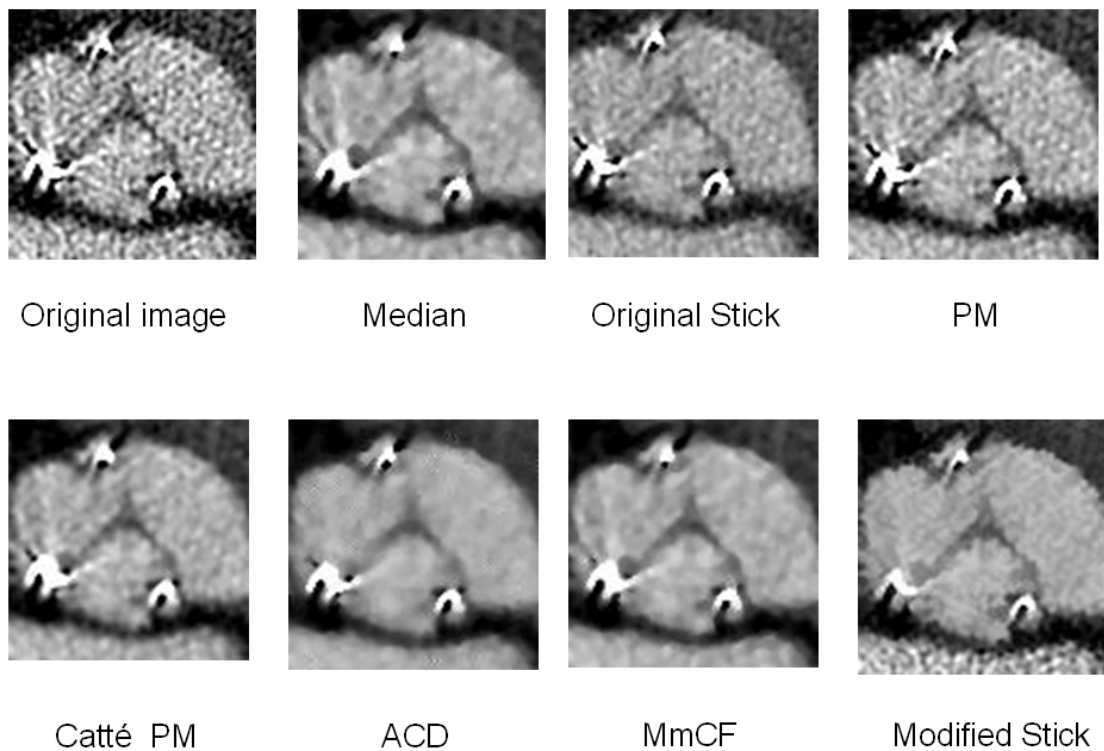 Original image
Median
Original Stick
PM
Catté PM
ACD
MmCF
Modified Stick